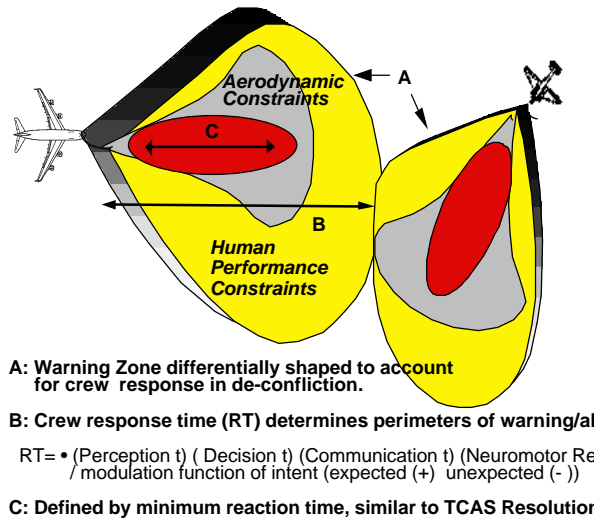 Aerodynamic
Constraints
A
C
B
Human
Performance
Constraints
A: Warning Zone differentially shaped to account
for crew response in de-confliction.
B: Crew response time (RT) determines perimeters of warning/al
RT= • (Perception t) ( Decision t) (Communication t) (Neuromotor Re
/ modulation function of intent (expected (+) unexpected (- ))
C: Defined by minimum reaction time, similar to TCAS Resolution